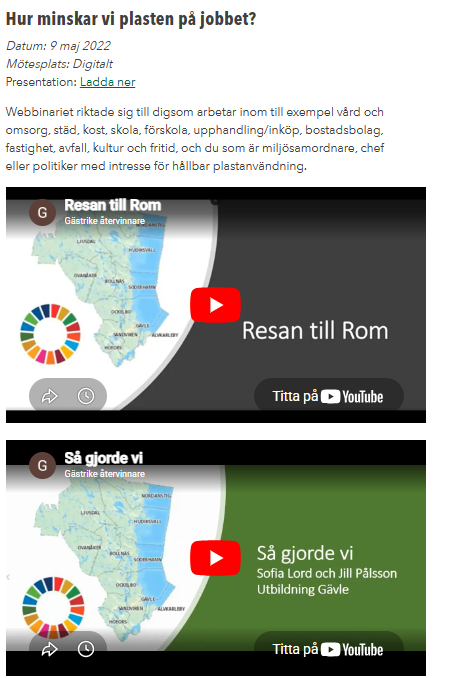 Hur minskar vi plasten på jobbet?
Datum: 9 maj 2022
Mötesplats: Digitalt
Presentation: Ladda ner
Webbinariet riktade sig till digsom arbetar inom till exempel vård och
omsorg, städ, kost, skola, förskola, upphandling/inköp, bostadsbolag,
fastighet, avfall, kultur och fritid, och du som är miljösamordnare, chef
eller politiker med intresse för hållbar plastanvändning.
G
Resan till Rom
Gästrike återvinnare
LJUSDAL
HUDIKSVALL
OVANÅKER
BOLLNÄS
SÖDERHAMN
OCKELBO
GÄVLE
SANDVIKEN
ÄLVKARLEBY
HOFORS
Resan till Rom
Titta på YouTube
G
Så gjorde vi
Gästrike återvinnare
NORDANSTIG
LJUSDAL
HUDIKSVALL
OVANÅKER
BOLLNÄS
SÖDERHAMN
OCKELBO
GÄVLE
SANDVIKEN
ÄLVKARLEBY
HOFORS
Så gjorde vi
Sofia Lord och Jill Pålsson
Utbildning Gävle
Titta på YouTube